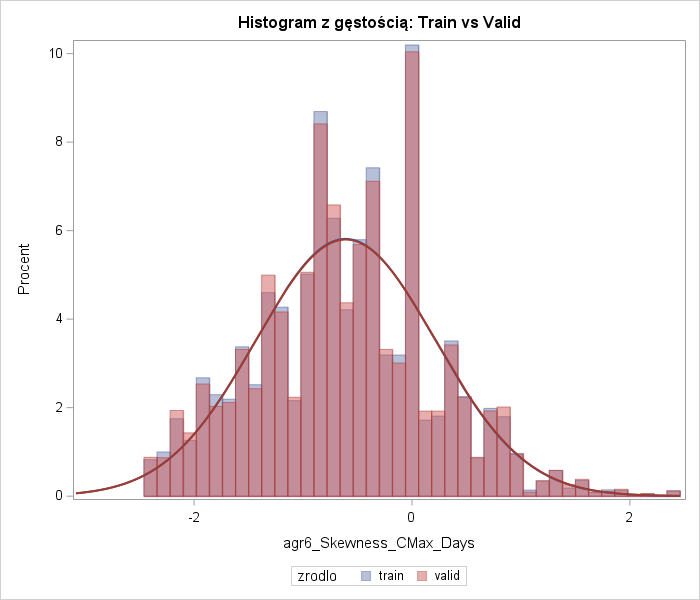 Histogram z gęstością: Train vs Valid
10
8
6
4
2
0
Procent
-2
0
2
agr6_Skewness_CMax_Days
zrodlo train valid